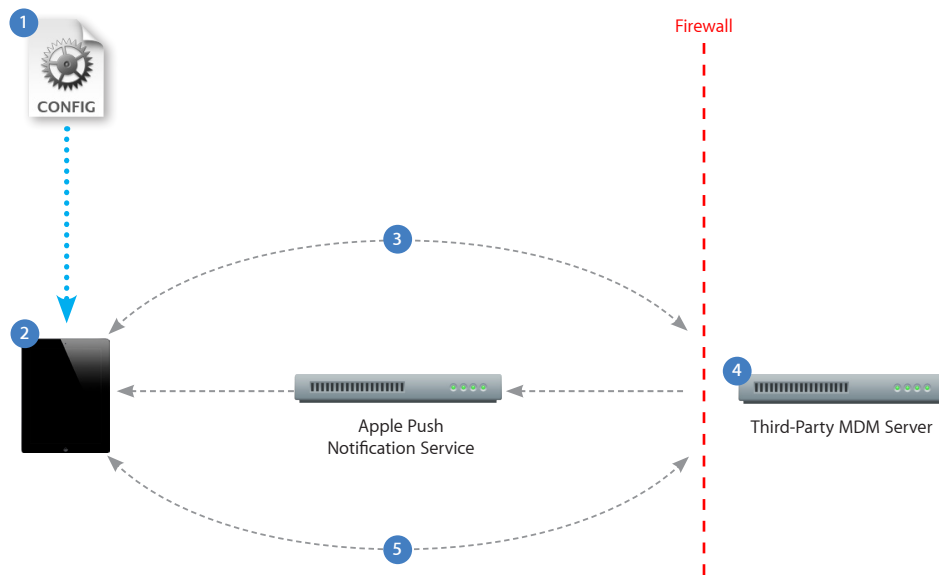 1
Firewall
CONFIG
3
2
4
Apple Push
Notification Service
Third-Party MDM Server
5